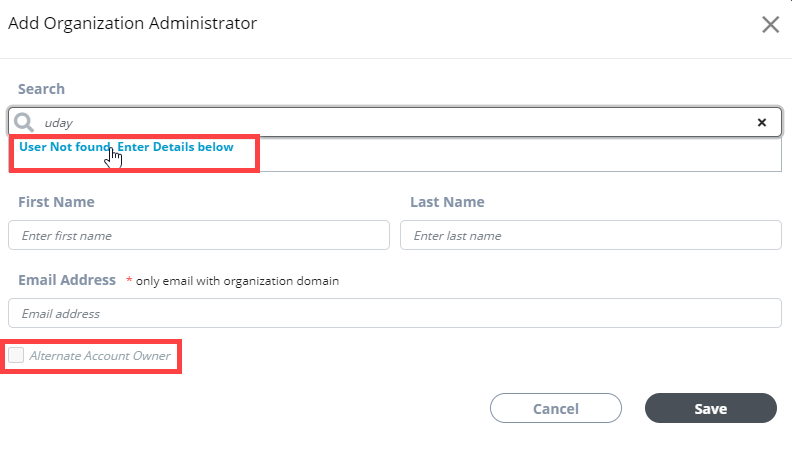 Add Organization Administrator
Search
uday
User Not found, Enter Details below
First Name
Last Name
Enter first name
Enter last name
Email Address * only email with organization domain
Email address
Alternate Account Owner
Cancel
Save